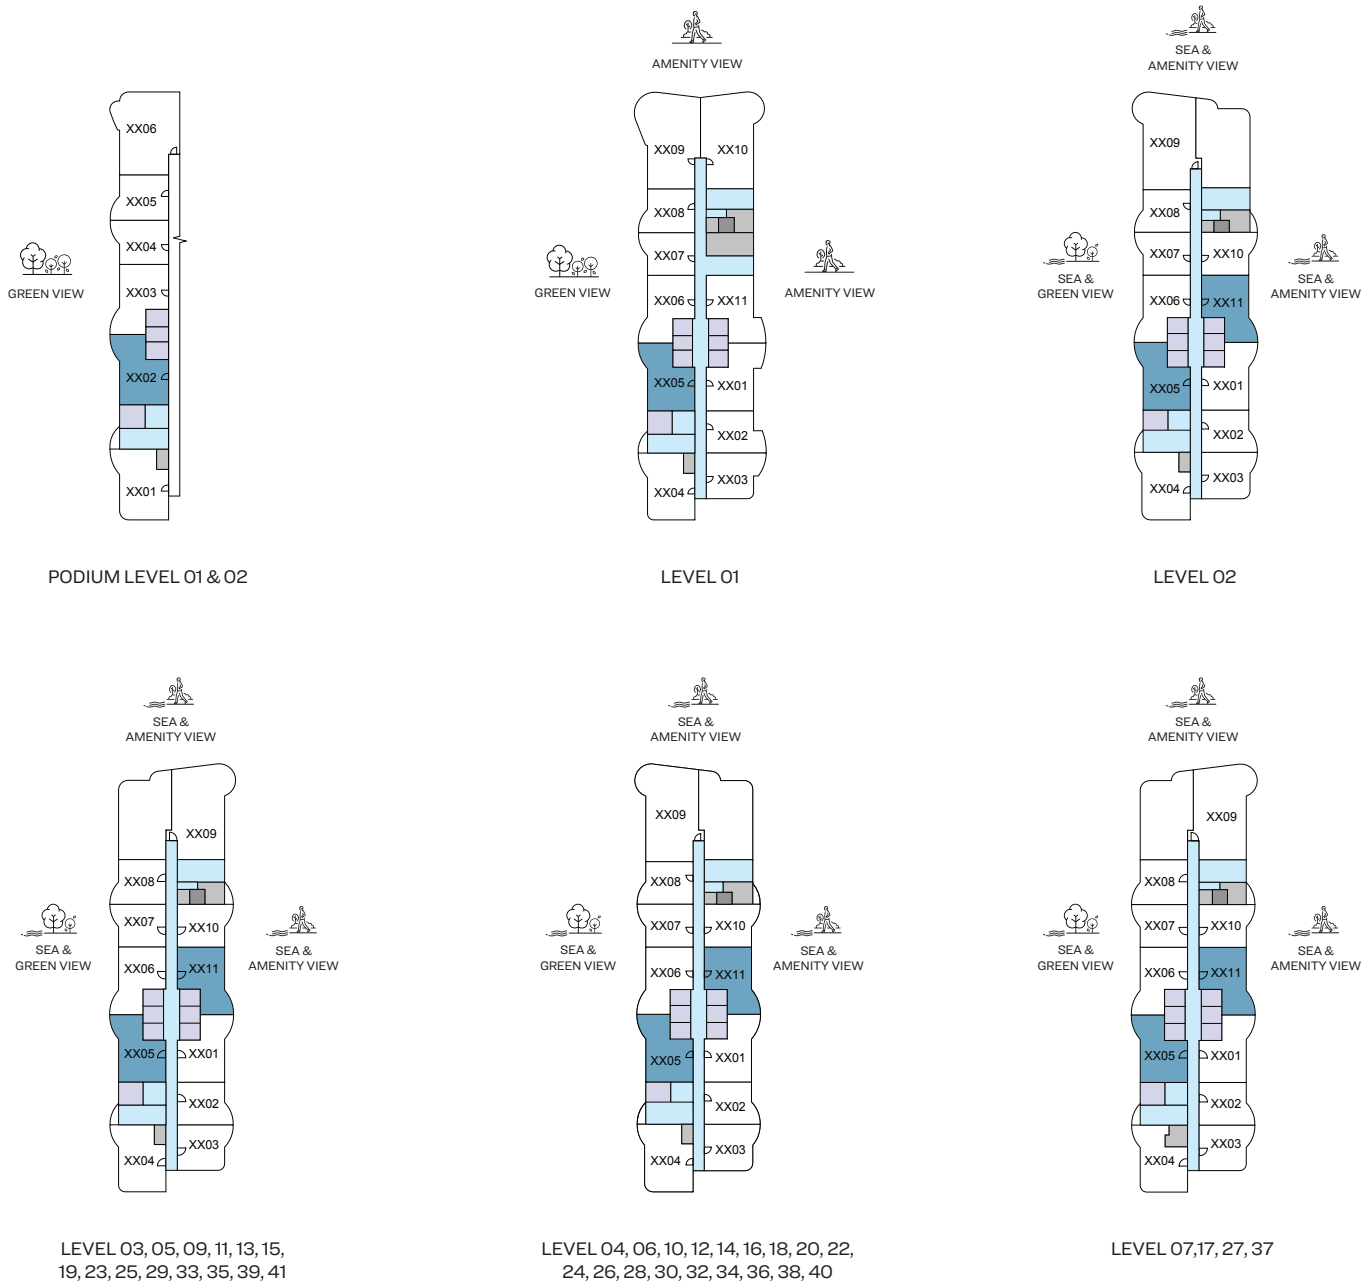 XX06
XX05
XX04
XX03
XX02
XX01
GREEN VIEW
PODIUM LEVEL 01 & 02
AMENITY VIEW
XX09
XX10
XX08
XX07
XX06
XX11
XX05
XX01
XX02
XX03
XX04
GREEN VIEW
AMENITY VIEW
LEVEL 01
SEA &
AMENITY VIEW
XX09
XX08
XX07
XX10
XX06
XX11
XX05
XX01
XX02
XX03
XX04
SEA &
GREEN VIEW
SEA &
AMENITY VIEW
LEVEL 02
SEA &
AMENITY VIEW
XX09
XX08
XX07
XX10
XX06
XX11
XX05
XX01
XX02
XX03
XX04
SEA &
GREEN VIEW
SEA &
AMENITY VIEW
LEVEL 03, 05, 09, 11, 13, 15,
19, 23, 25, 29, 33, 35, 39, 41
SEA &
AMENITY VIEW
XX09
XX08
XX07
XX10
XX06
XX11
XX05
XX01
XX02
XX03
XX04
SEA &
GREEN VIEW
SEA &
AMENITY VIEW
LEVEL 04, 06, 10, 12, 14, 16, 18, 20, 22,
24, 26, 28, 30, 32, 34, 36, 38, 40
SEA &
AMENITY VIEW
XX09
XX08
XX07
XX10
XX06
XX11
XX05
XX01
XX02
XX03
XX04
SEA &
GREEN VIEW
SEA &
AMENITY VIEW
LEVEL 07,17, 27, 37